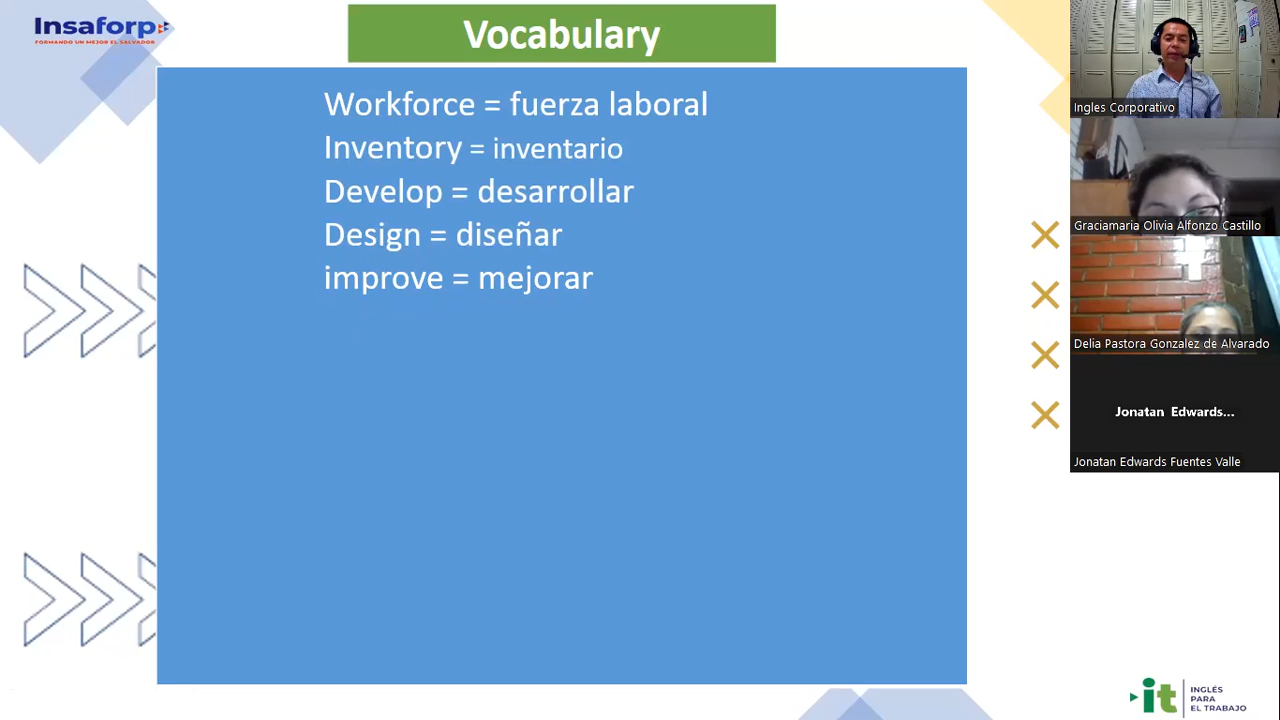 Insaforp
FORMANDO UN MEJOR EL SALVADOR
Vocabulary
Workforce = fuerza laboral
Inventory = inventario
Develop = desarrollar
Design = diseñar
improve = mejorar
Ingles Corporativo
Graciamaria Olivia Alfonzo Castillo
Delia Pastora Gonzalez de Alvarado
Jonatan Edwards...
Jonatan Edwards Fuentes Valle
it
INGLÉS
PARA
EL TRABAJO